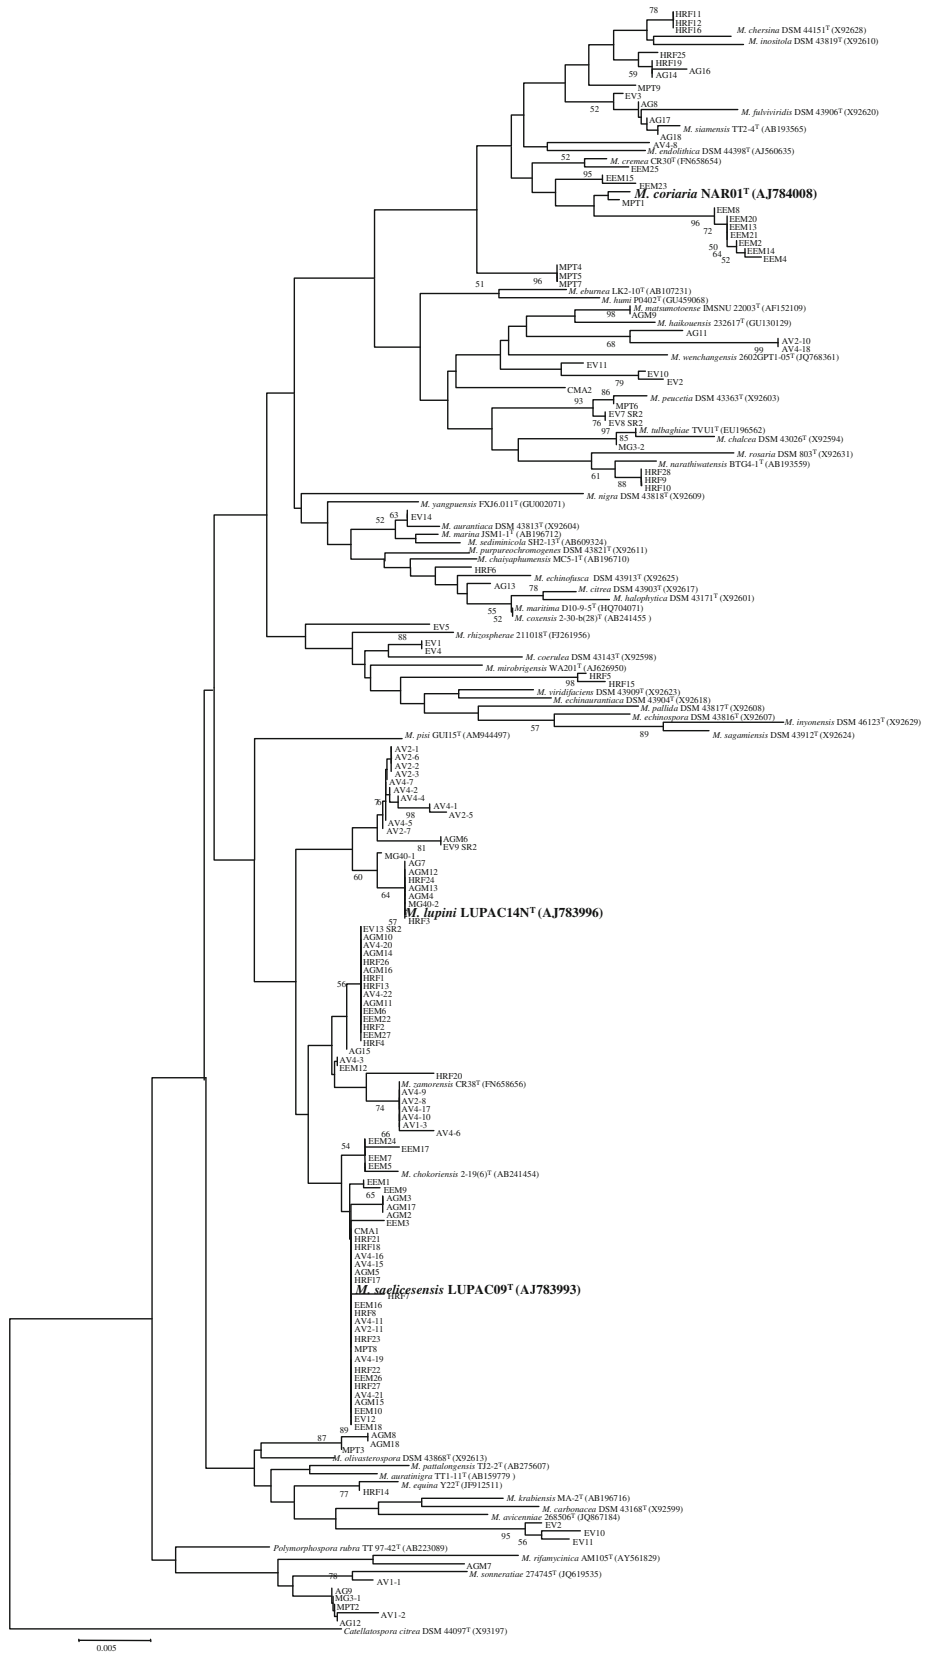 78
HRF11
HRF12
HRF16
M. chersina DSM 44151ᵀ (X92628)
M. inositola DSM 43819ᵀ (X92610)
HRF25
HRF19
AG16
59
AG14
MPT9
EV3
52
AG8
M. fulviviridis DSM 43906ᵀ (X92620)
AG17
M. siamensis TT2-4ᵀ (AB193565)
AG18
AV4-8
M. endolithica DSM 44398ᵀ (AJ560635)
52
M. cremea CR30ᵀ (FN658654)
EEM25
95
EEM15
EEM23
M. coriaria NAR01ᵀ (AJ784008)
MPT1
EEM8
96
EEM20
72
EEM13
EEM21
50
EEM2
64
EEM14
52
EEM4
MPT4
MPT5
96
MPT7
51
M. eburnea LK2-10ᵀ (AB107231)
M. humi P0402ᵀ (GU459068)
M. matsumotoense IMSNU 22003ᵀ (AF152109)
98
AGM9
M. haikouensis 232617ᵀ (GU130129)
AG11
68
AV2-10
99
AV4-18
M. wenchangensis 2602GPT1-05ᵀ (JQ768361)
EV11
EV10
79
EV2
CMA2
86
M. peucetia DSM 43363ᵀ (X92603)
93
MPT6
EV7 SR2
76
EV8 SR2
97
M. tulbaghiae TVU1ᵀ (EU196562)
85
M. chalcea DSM 43026ᵀ (X92594)
MG3-2
M. rosaria DSM 803ᵀ (X92631)
M. narathiwatensis BTG4-1ᵀ (AB193559)
61
HRF28
88
HRF9
HRF10
M. nigra DSM 43818ᵀ (X92609)
M. yangpuensis FXJ6.011ᵀ (GU002071)
63
52
EV14
M. aurantiaca DSM 43813ᵀ (X92604)
M. marina JSM1-1ᵀ (AB196712)
M. sediminicola SH2-13ᵀ (AB609324)
M. purpureochromogenes DSM 43821ᵀ (X92611)
M. chaiyaphumensis MC5-1ᵀ (AB196710)
HRF6
M. echinofusca DSM 43913ᵀ (X92625)
AG13
78
M. citrea DSM 43903ᵀ (X92617)
M. halophytica DSM 43171ᵀ (X92601)
55
M. maritima D10-9-5ᵀ (HQ704071)
52
M. coxensis 2-30-b(28)ᵀ (AB241455 )
EV5
M. rhizospherae 211018ᵀ (FJ261956)
88
EV1
EV4
M. coerulea DSM 43143ᵀ (X92598)
M. mirobrigensis WA201ᵀ (AJ626950)
HRF5
98
HRF15
M. viridifaciens DSM 43909ᵀ (X92623)
M. echinaurantiaca DSM 43904ᵀ (X92618)
M. pallida DSM 43817ᵀ (X92608)
M. echinospora DSM 43816ᵀ (X92607)
M. inyonensis DSM 46123ᵀ (X92629)
57
89
M. sagamiensis DSM 43912ᵀ (X92624)
M. pisi GUI15ᵀ (AM944497)
AV2-1
AV2-6
AV2-2
AV2-3
AV4-7
AV4-2
AV4-4
76
AV4-1
98
AV2-5
AV4-5
AV2-7
AGM6
81
EV9 SR2
MG40-1
AG7
AGM12
60
HRF24
AGM13
64
AGM4
MG40-2
M. lupini LUPAC14Nᵀ (AJ783996)
57
HRF3
EV13 SR2
AGM10
AV4-20
AGM14
HRF26
AGM16
HRF1
56
HRF13
AV4-22
AGM11
EEM6
EEM22
HRF2
EEM27
HRF4
AG15
AV4-3
EEM12
HRF20
M. zamorensis CR38ᵀ (FN658656)
AV4-9
AV2-8
74
AV4-17
AV4-10
AV1-3
66
AV4-6
EEM24
54
EEM17
EEM7
EEM5
M. chokoriensis 2-19(6)ᵀ (AB241454)
EEM1
EEM9
65
AGM3
AGM17
AGM2
EEM3
CMA1
HRF21
HRF18
AV4-16
AV4-15
AGM5
HRF17
M. saelicesensis LUPAC09ᵀ (AJ783993)
HRF7
EEM16
HRF8
AV4-11
AV2-11
HRF23
MPT8
AV4-19
HRF22
EEM26
HRF27
AV4-21
AGM15
EEM10
EV12
EEM18
89
AGM8
87
AGM18
MPT3
M. olivasterospora DSM 43868ᵀ (X92613)
M. pattalongensis TJ2-2ᵀ (AB275607)
M. auratinigra TT1-11ᵀ (AB159779 )
M. equina Y22ᵀ (JF912511)
77
HRF14
M. krabiensis MA-2ᵀ (AB196716)
M. carbonacea DSM 43168ᵀ (X92599)
M. avicenniae 268506ᵀ (JQ867184)
EV2
95
EV10
56
EV11
Polymorphospora rubra TT 97-42ᵀ (AB223089)
M. rifamycinica AM105ᵀ (AY561829)
AGM7
M. sonneratiae 274745ᵀ (JQ619535)
78
AV1-1
AG9
MG3-1
MPT2
AV1-2
AG12
Catellatospora citrea DSM 44097ᵀ (X93197)
0.005